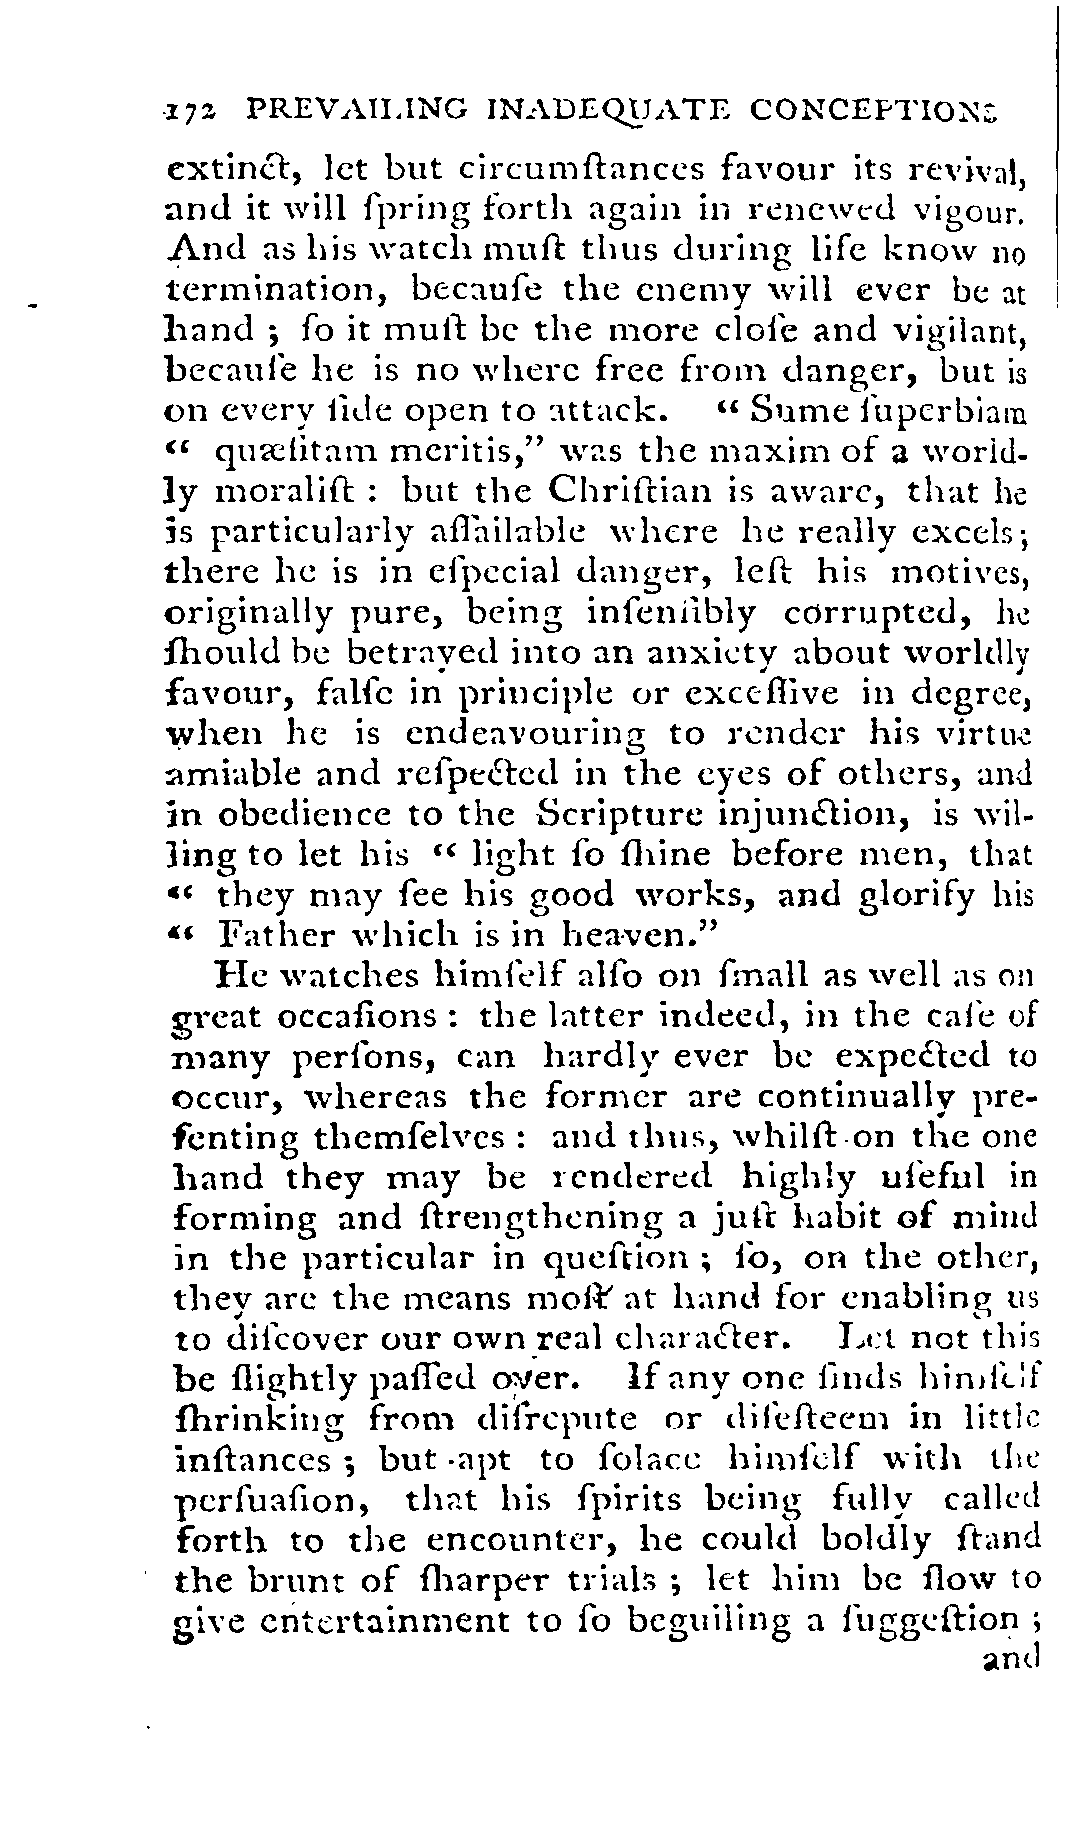 172 PREVAILING INADEQUATE CONCEPTIONS
extinct, let but circumſtances favour its revival,
and it will ſpring forth again in renewed vigour.
And as his watch muſt thus during life know no
termination, becauſe the enemy will ever be at
hand ; ſo it muſt be the more cloſe and vigilant,
becauſe he is no where free from danger, but is
on every ſide open to attack. “ Sume ſuperbiam
“ quæſitam meritis,” was the maxim of a world-
ly moraliſt : but the Chriſtian is aware, that he
is particularly aſſailable where he really excels;
there he is in eſpecial danger, leſt his motives,
originally pure, being inſenſibly corrupted, he
ſhould be betrayed into an anxiety about worldly
favour, falſe in principle or exceſſive in degree,
when he is endeavouring to render his virtue
amiable and reſpected in the eyes of others, and
in obedience to the Scripture injunction, is wil-
ling to let his “ light ſo ſhine before men, that
“ they may ſee his good works, and glorify his
“ Father which is in heaven.”
He watches himſelf alſo on ſmall as well as on
great occaſions : the latter indeed, in the caſe of
many perſons, can hardly ever be expected to
occur, whereas the former are continually pre-
ſenting themſelves : and thus, whilſt on the one
hand they may be rendered highly uſeful in
forming and ſtrengthening a juſt habit of mind
in the particular in queſtion ; ſo, on the other,
they are the means moſt at hand for enabling us
to diſcover our own real character. Let not this
be ſlightly paſſed over. If any one finds himſelf
ſhrinking from diſrepute or diſeſteem in little
inſtances ; but apt to ſolace himſelf with the
perſuaſion, that his ſpirits being fully called
forth to the encounter, he could boldly ſtand
the brunt of ſharper trials ; let him be ſlow to
give entertainment to ſo beguiling a ſuggeſtion ;
and